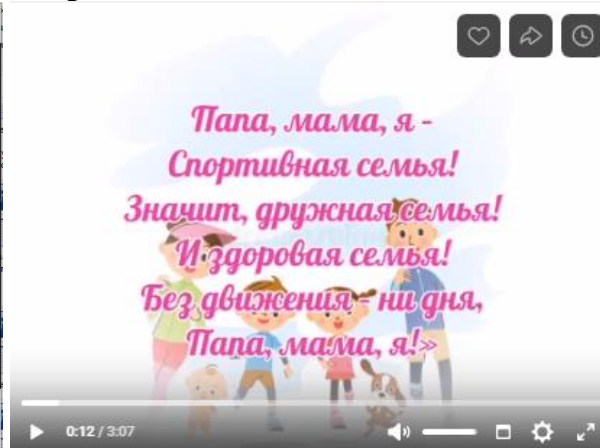 Папа, мама, я –
Спортивная семья!
Значит, дружная семья!
И здоровая семья!
Без движения – ни дня,
Папа, мама, я!»
0:12 / 3:07